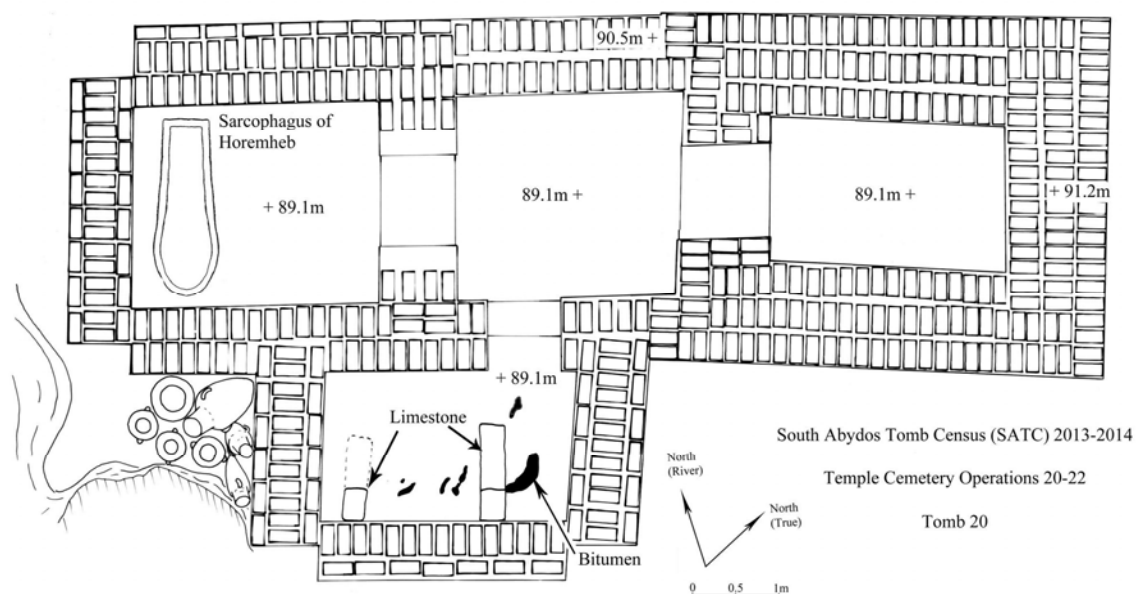 90.5m +
Sarcophagus of
Horemheb
+ 89.1m
89.1m +
89.1m +
+ 91.2m
+ 89.1m
Limestone
Bitumen
South Abydos Tomb Census (SATC) 2013-2014
Temple Cemetery Operations 20-22
Tomb 20
North
(River)
North
(True)
0 0,5 1m